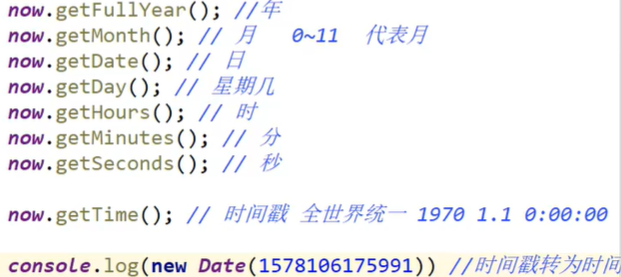 now.getFullYear(); //年
now.getMonth(); // 月 0~11 代表月
now.getDate(); // 日
now.getDay(); // 星期几
now.getHours(); // 时
now.getMinutes(); // 分
now.getSeconds(); // 秒
now.getTime(); // 时间戳 全世界统一 1970 1.1 0:00:00
console.log(new Date(1578106175991)) //时间戳转为时间